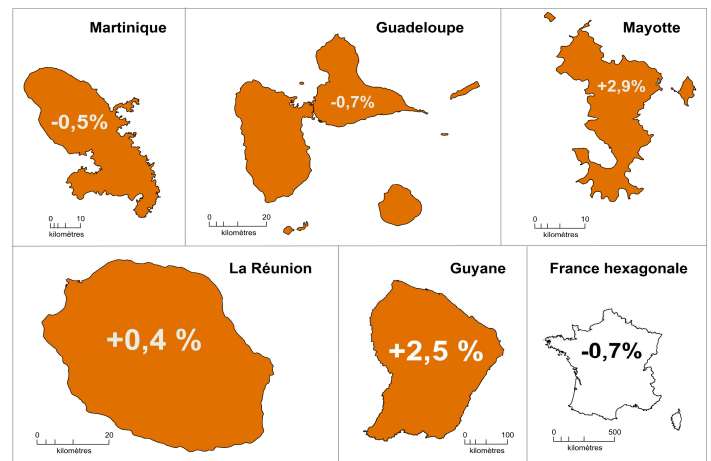 Martinique
-0,5%
0 10
kilomètres
Guadeloupe
-0,7%
0 20
kilomètres
Mayotte
+2,9%
0 10
kilomètres
La Réunion
+0,4 %
0 20
kilomètres
Guyane
+2,5 %
0 100
kilomètres
France hexagonale
-0,7%
0 500
kilomètres